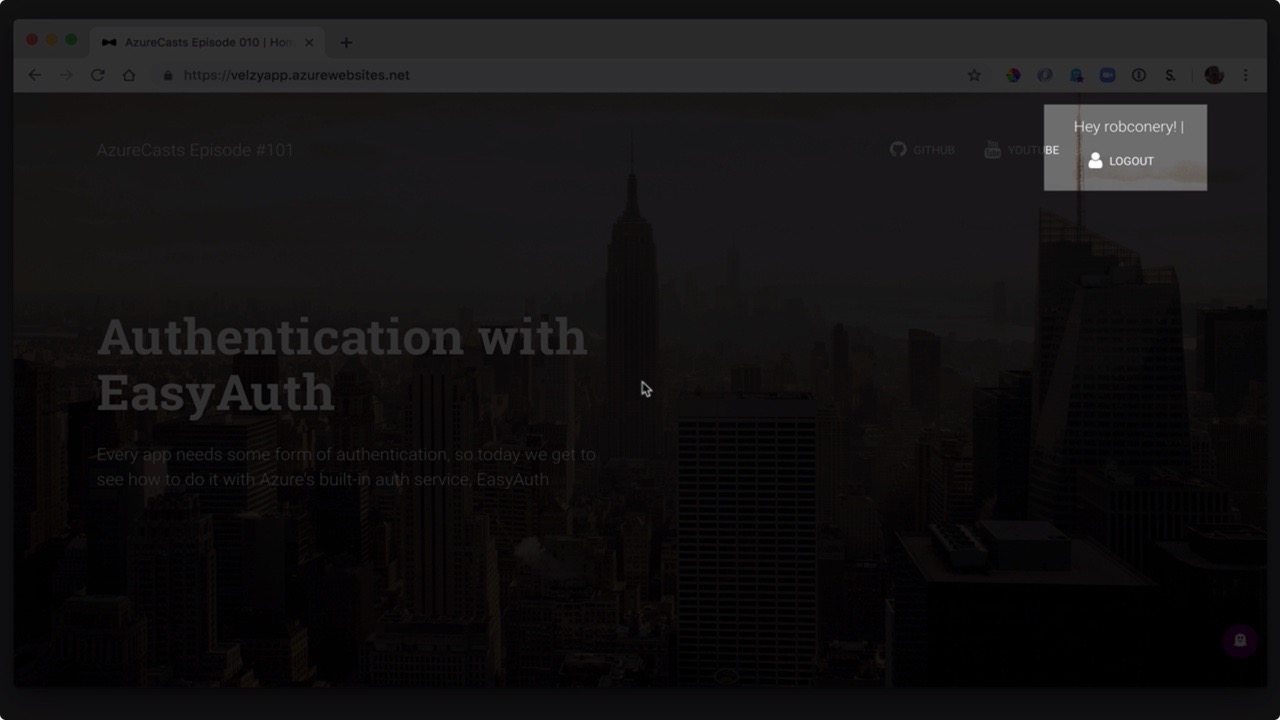 AzureCasts Episode 010 | Hom
https://velzyapp.azurewebsites.net
S.
Hey robconery! |
AzureCasts Episode #101
GITHUB
YOUTUBE
LOGOUT
Authentication with
EasyAuth
Every app needs some form of authentication, so today we get to
see how to do it with Azure's built-in auth service, EasyAuth